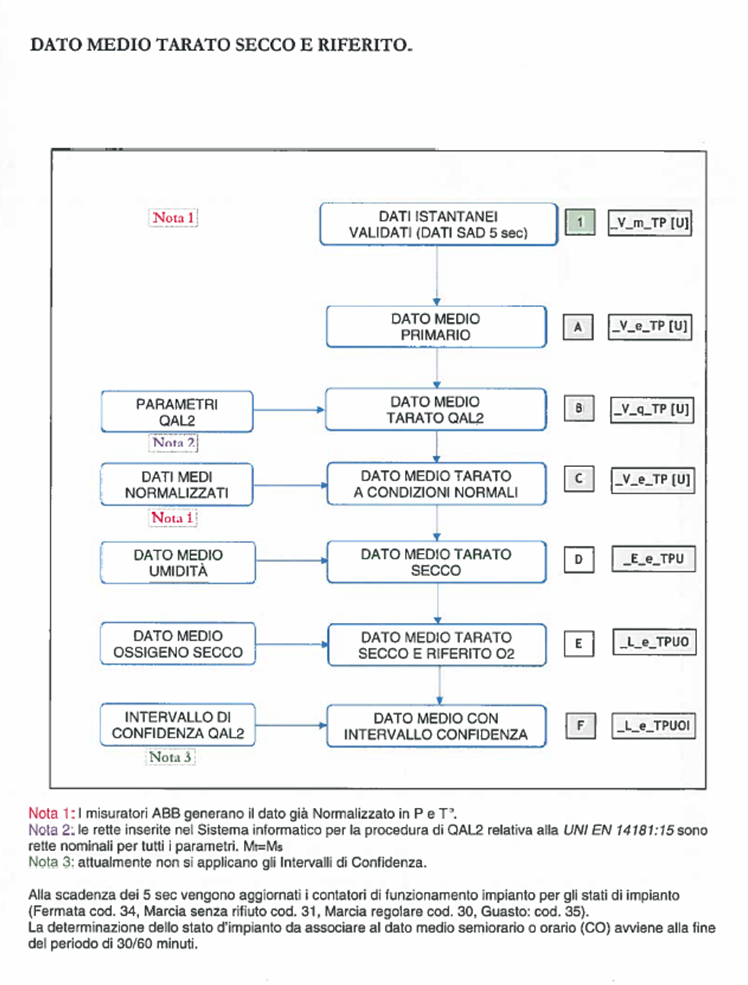 DATO MEDIO TARATO SECCO E RIFERITO.
Nota 1
DATI ISTANTANEI
VALIDATI (DATI SAD 5 sec)
1
_V_m_TP [U]
DATO MEDIO
PRIMARIO
A
_V_e_TP [U]
PARAMETRI
QAL2
Nota 2
DATO MEDIO
TARATO QAL2
B
_V_q_TP [U]
DATI MEDI
NORMALIZZATI
Nota 1
DATO MEDIO TARATO
A CONDIZIONI NORMALI
C
_V_e_TP [U]
DATO MEDIO
UMIDITÀ
DATO MEDIO TARATO
SECCO
D
_E_e_TPU
DATO MEDIO
OSSIGENO SECCO
DATO MEDIO TARATO
SECCO E RIFERITO O2
E
_L_e_TPUO
INTERVALLO DI
CONFIDENZA QAL2
Nota 3
DATO MEDIO CON
INTERVALLO CONFIDENZA
F
_L_e_TPUOI
Nota 1: I misuratori ABB generano il dato già Normalizzato in P e Tª.
Nota 2: le rette inserite nel Sistema informatico per la procedura di QAL2 relativa alla UNI EN 14181:15 sono
rette nominali per tutti i parametri. Mt=Ms
Nota 3: attualmente non si applicano gli Intervalli di Confidenza.
Alla scadenza dei 5 sec vengono aggiornati i contatori di funzionamento impianto per gli stati di impianto
(Fermata cod. 34, Marcia senza rifiuto cod. 31, Marcia regolare cod. 30, Guasto: cod. 35).
La determinazione dello stato d'impianto da associare al dato medio semiorario o orario (CO) avviene alla fine
del periodo di 30/60 minuti.